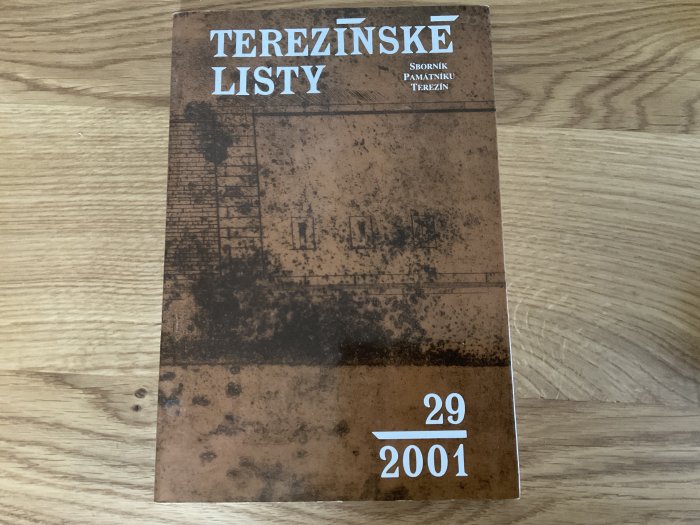 TEREZÍNSKÉ
LISTY
SBORNÍK
PAMÁTNÍKU
TEREZÍN
29
2001